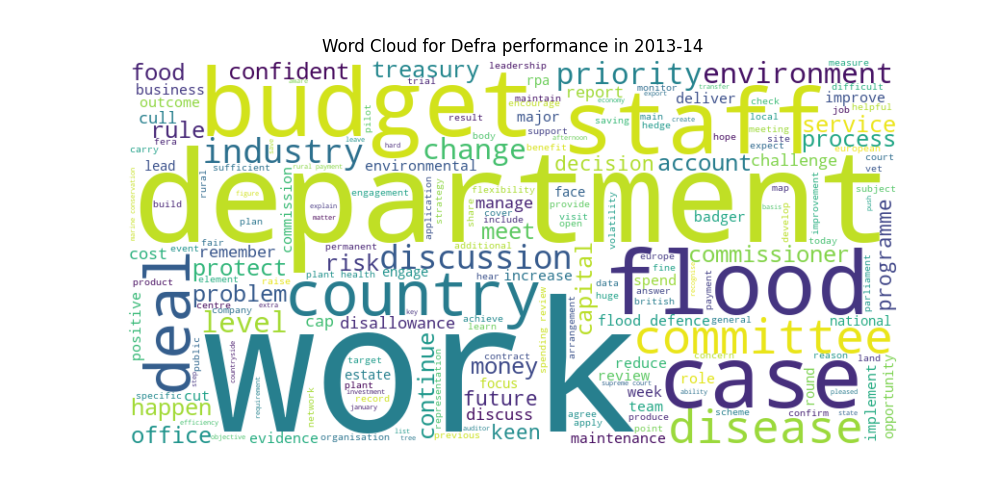 Word Cloud for Defra performance in 2013-14
food
confident
treasury
leadership
priority
environment
measure
business
budget
trial
rpa
staff
monitor
export
transfer
difficult
outcome
maintain
encourage
report
economy
deliver
check
improve
cull
pilot
result
major
saving
main
create
local
job
helpful
rule
fera
body
support
hedge
hope
meeting
service
carry
industry
leave
hard
change
afternoon
benefit
expect
site
european
process
lead
sufficient
rural payment
environmental
decision
account
challenge
court
vet
department
rural
commission
engagement
application
strategy
flexibility
share
manage
face
provide
volatility
map
basis
develop
improvement
subject
push
marine conservation
build
figure
explain
matter
cover
include
visit
open
badger
programme
plan
meet
today
fair
permanent
additional
cost
event
remember
risk
discussion
capital
europe
commissioner
product
element
protect
raise
plant health
engage
hear
increase
data
fine
spend
flood
recognise
parliament
deal
problem
centre
extra
country
key
achieve
learn
spending review
arrangement
huge
answer
british
payment
positive
company
level
cap
disallowance
flood defence
general
national
public
countryside
work
target
continue
representation
contract
money
committee
concern
reason
land
step
estate
plant
investment
focus
reduce
review
supreme court
role
ability
case
round
pleased
implement
opportunity
specific
cut
requirement
network
record
january
future
week
happen
efficiency
discuss
agree
apply
team
produce
scheme
confirm
state
office
objective
evidence
organisation
list
tree
previous
auditor
keen
maintenance
point
disease